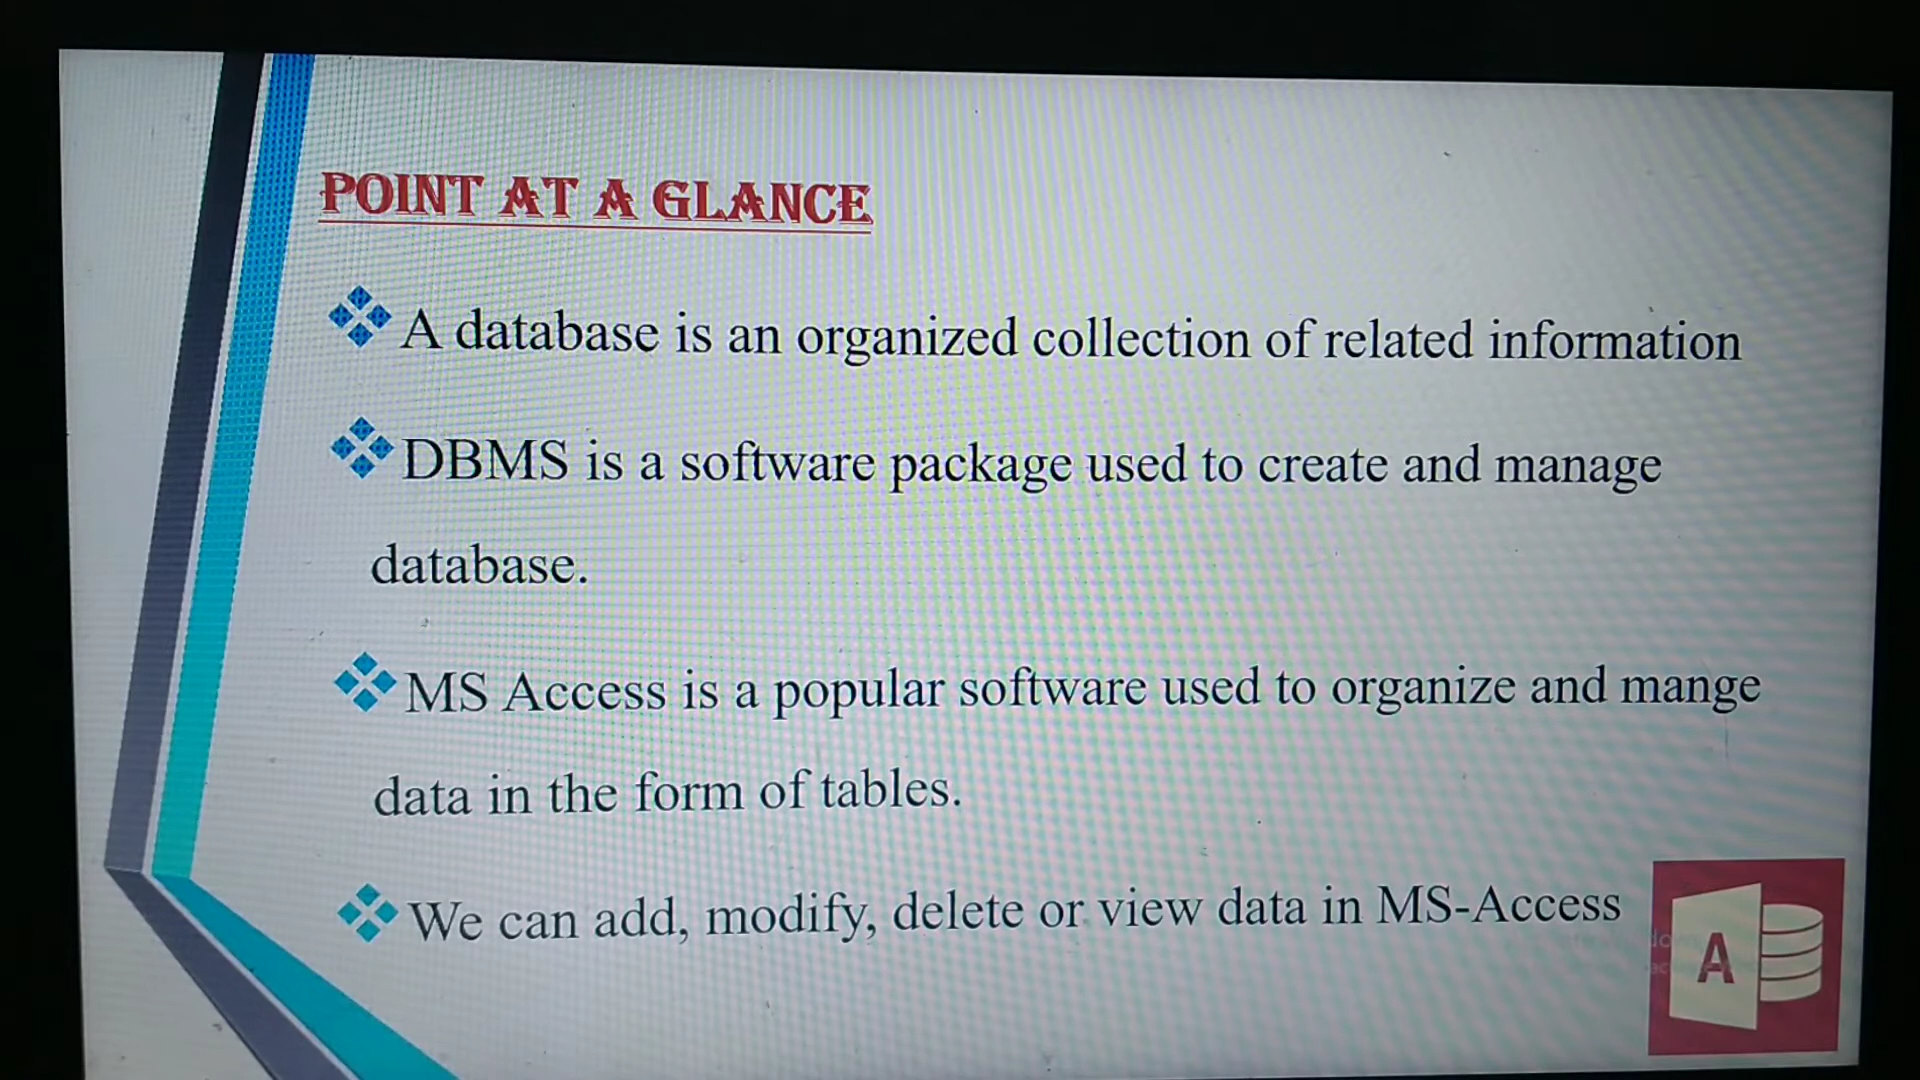 POINT AT A GLANCE
A database is an organized collection of related information
DBMS is a software package used to create and manage
database.
MS Access is a popular software used to organize and mange
data in the form of tables.
We can add, modify, delete or view data in MS-Access
A